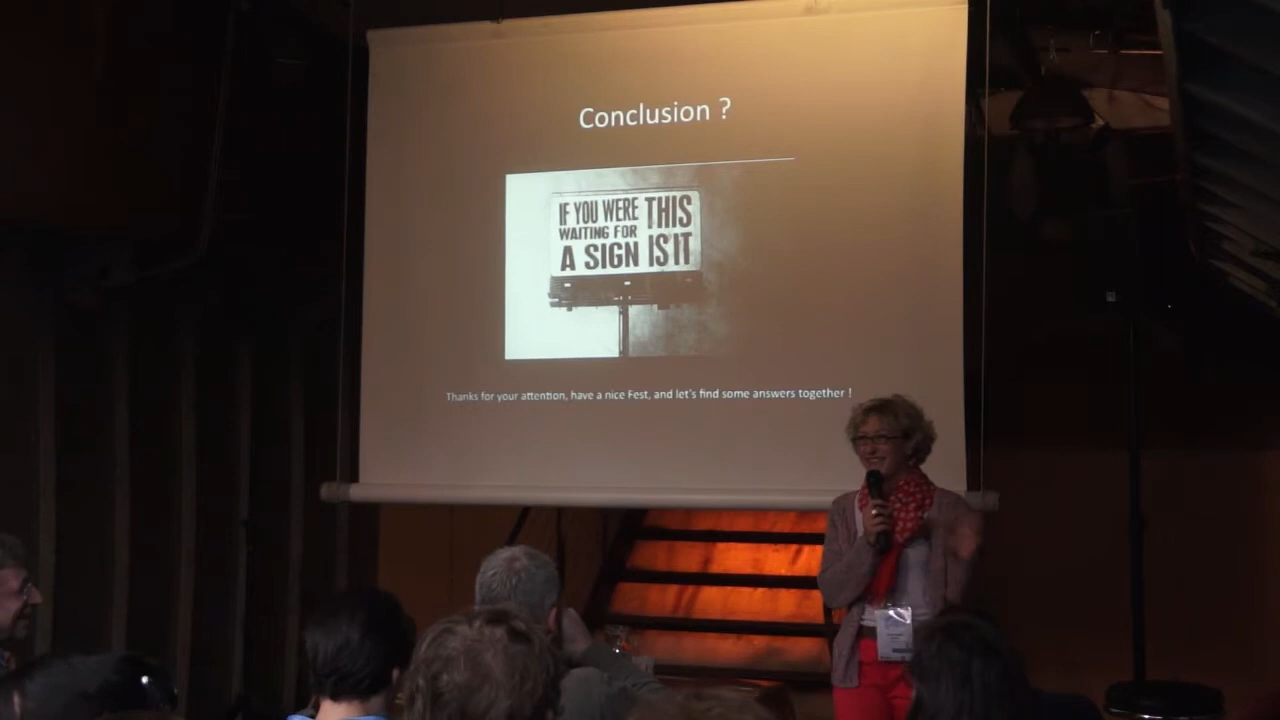 Conclusion ?
IF YOU WERE
WAITING FOR
A SIGN
THIS
IS IT
Thanks for your attention, have a nice Fest, and let's find some answers together !